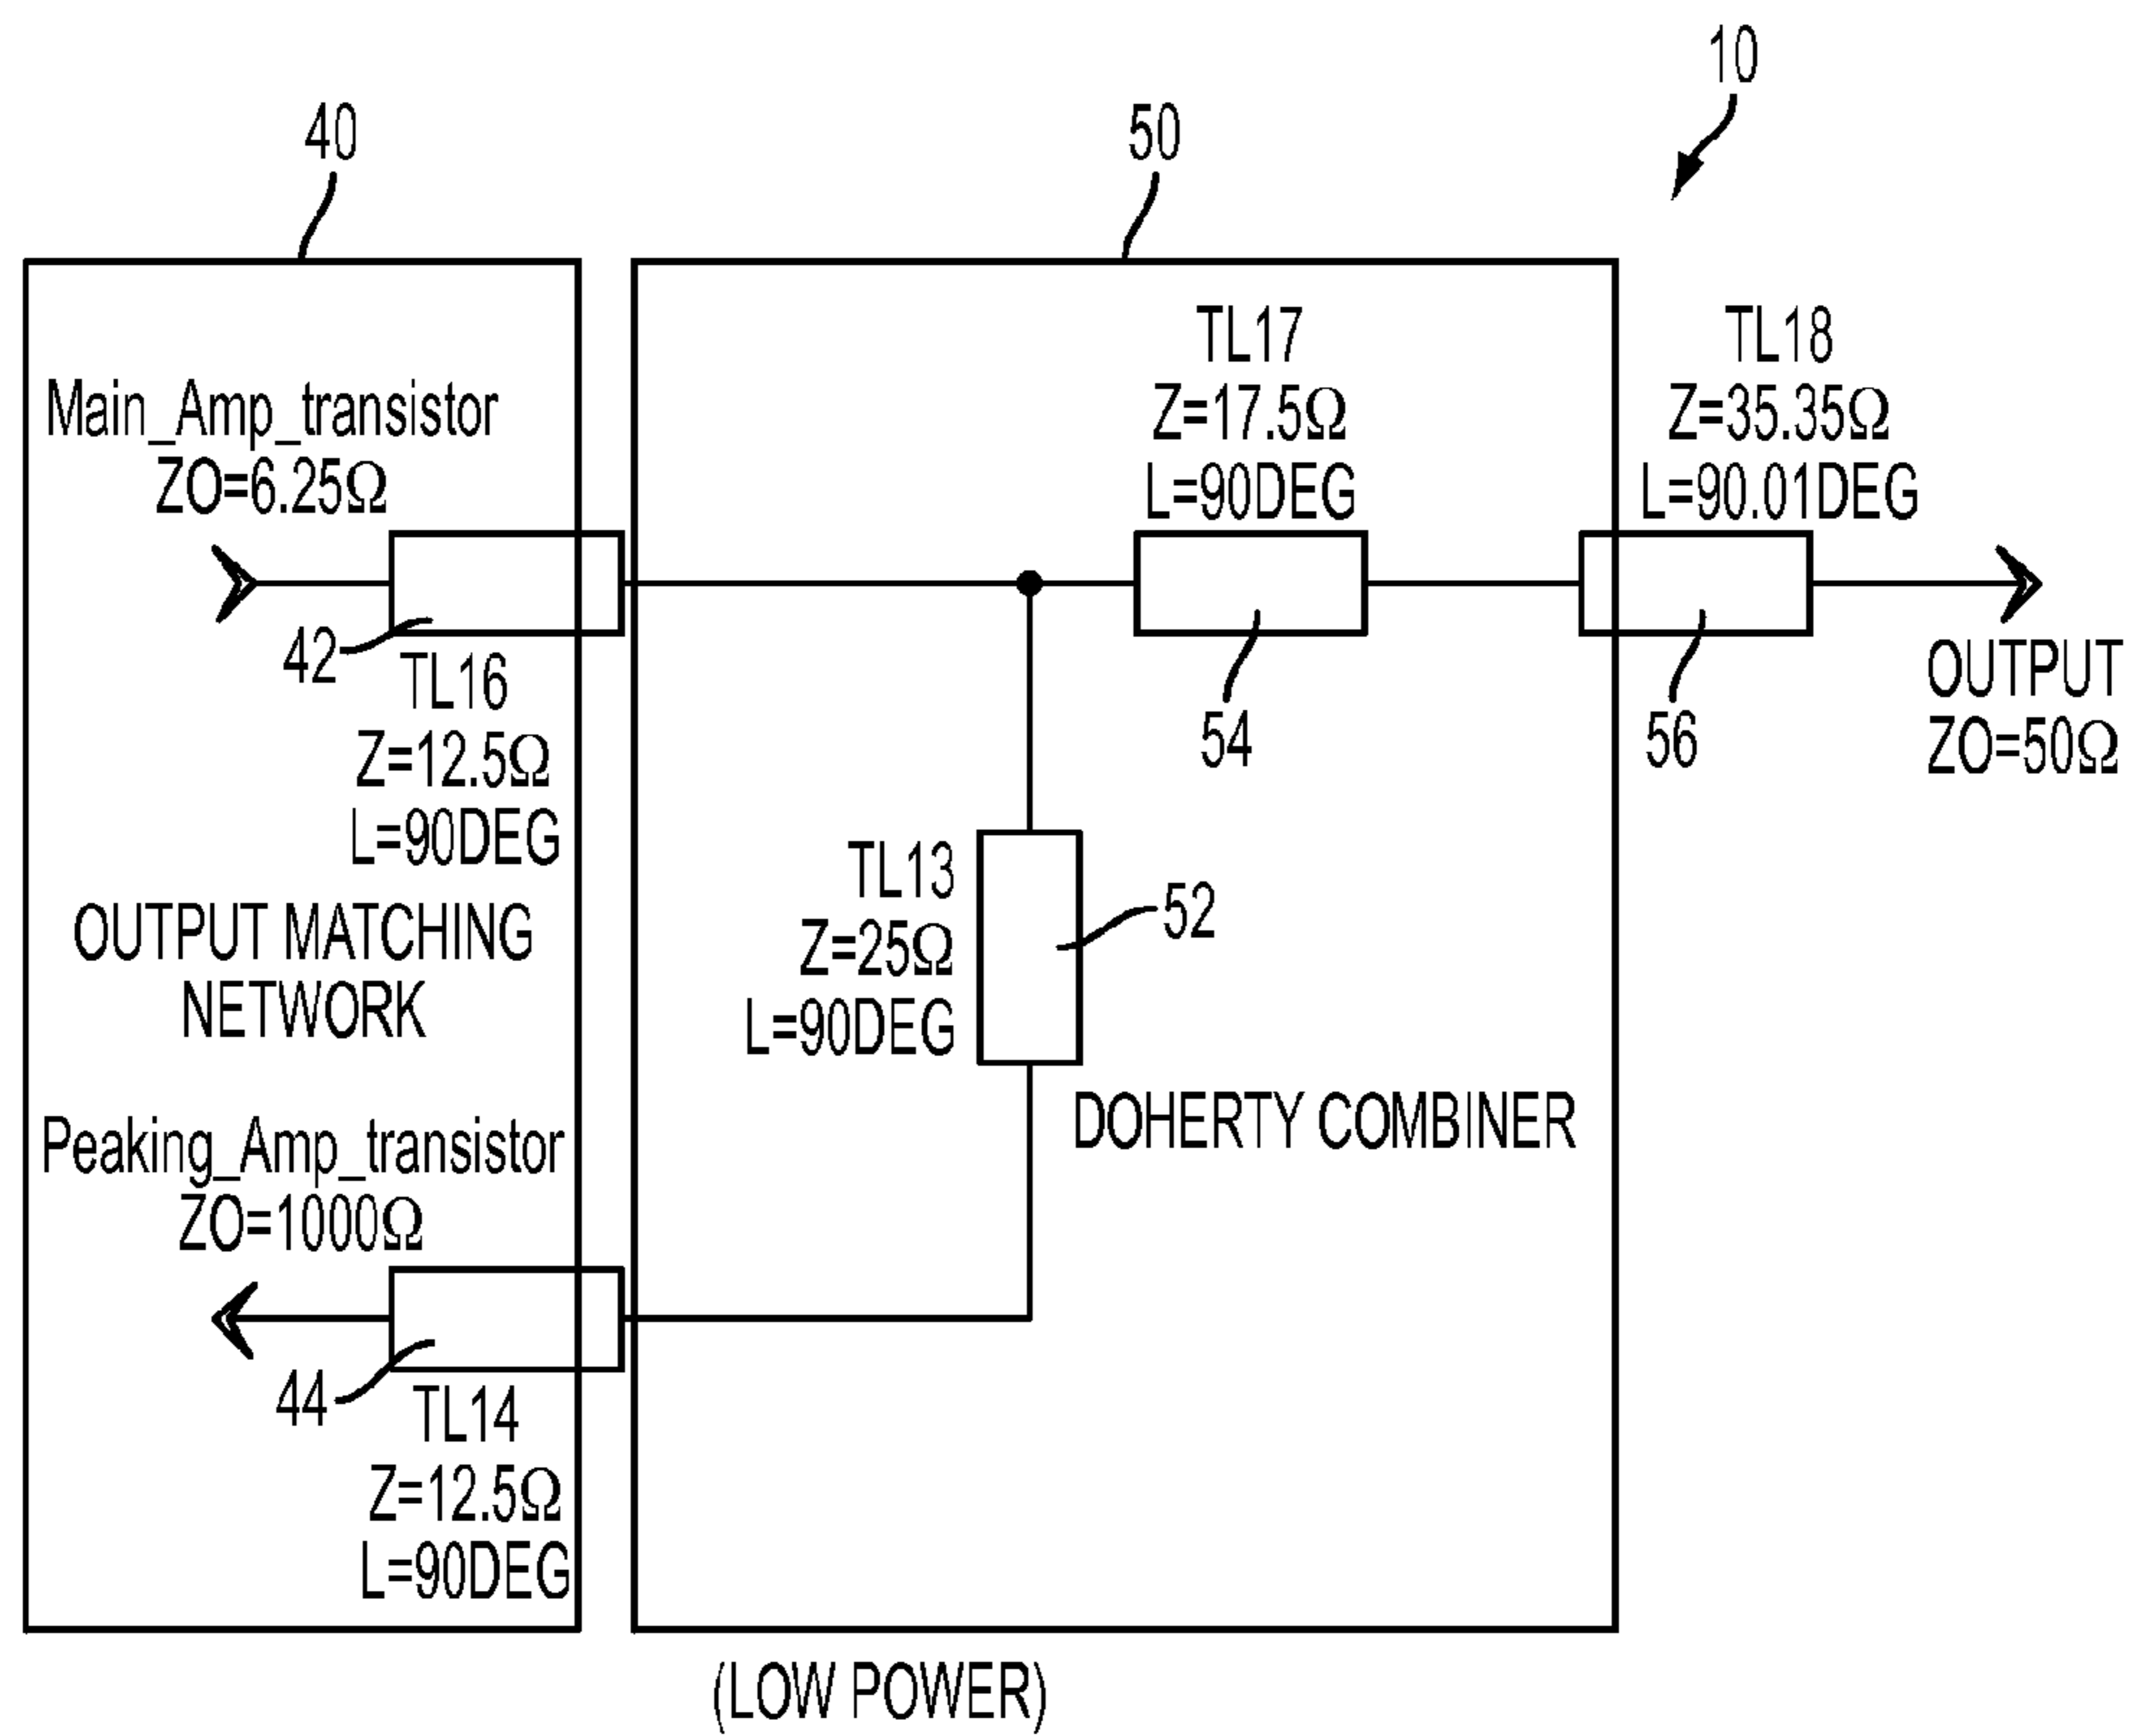 10
40
50
TL17
Z=17.5Ω
L=90DEG
TL18
Z=35.35Ω
L=90.01DEG
Main_Amp_transistor
ZO=6.25Ω
42
TL16
Z=12.5Ω
L=90DEG
54
56
OUTPUT
ZO=50Ω
OUTPUT MATCHING
NETWORK
TL13
Z=25Ω
L=90DEG
52
DOHERTY COMBINER
Peaking_Amp_transistor
ZO=1000Ω
44
TL14
Z=12.5Ω
L=90DEG
(LOW POWER)